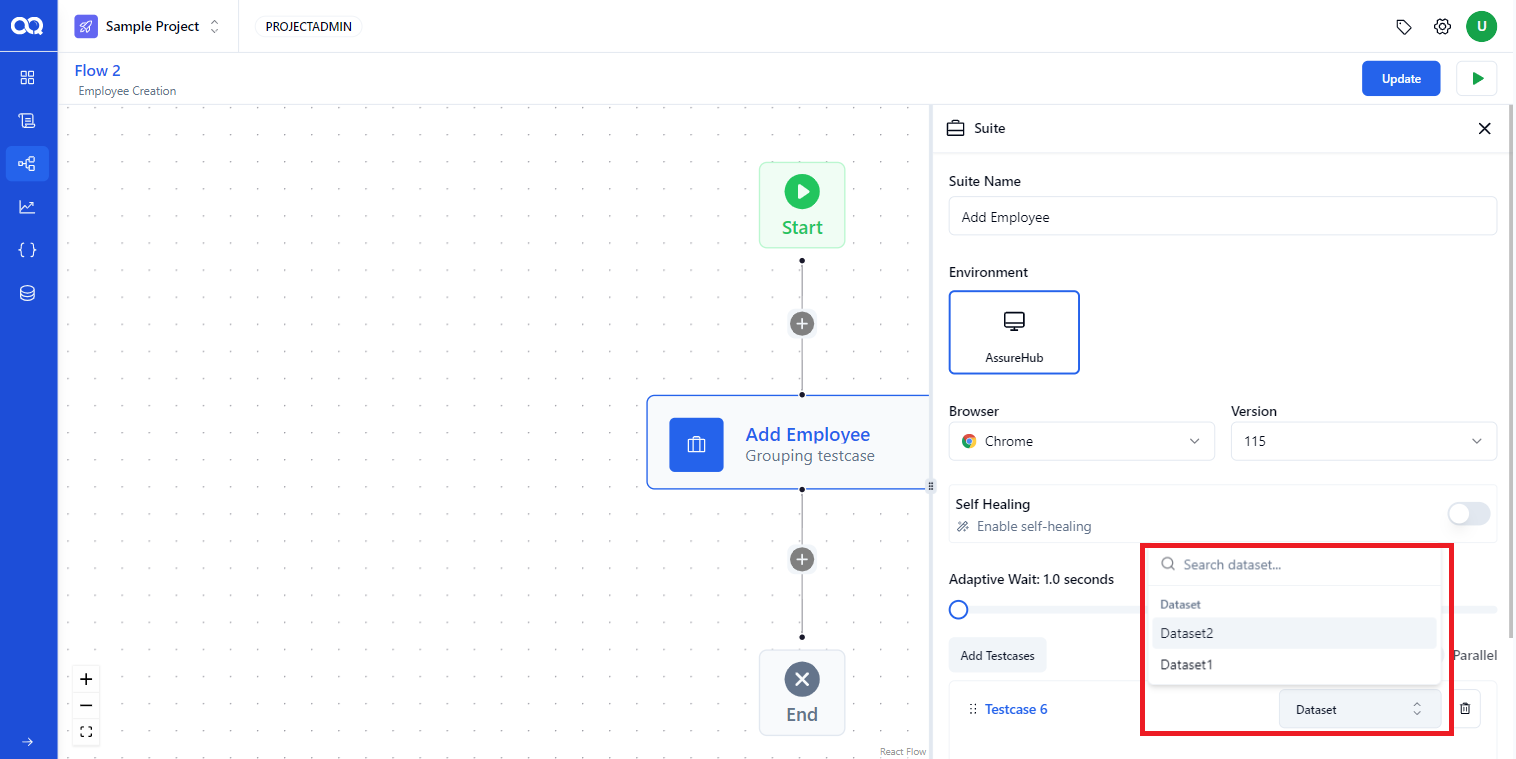 Sample Project
PROJECTADMIN
U
Flow 2
Employee Creation
Update
Start
Add Employee
Grouping testcase
End
React Flow
Suite
Suite Name
Add Employee
Environment
AssureHub
Browser
Version
Chrome
115
Self Healing
Enable self-healing
Adaptive Wait: 1.0 seconds
Search dataset...
Dataset
Dataset2
Dataset1
Add Testcases
Parallel
Testcase 6
Dataset